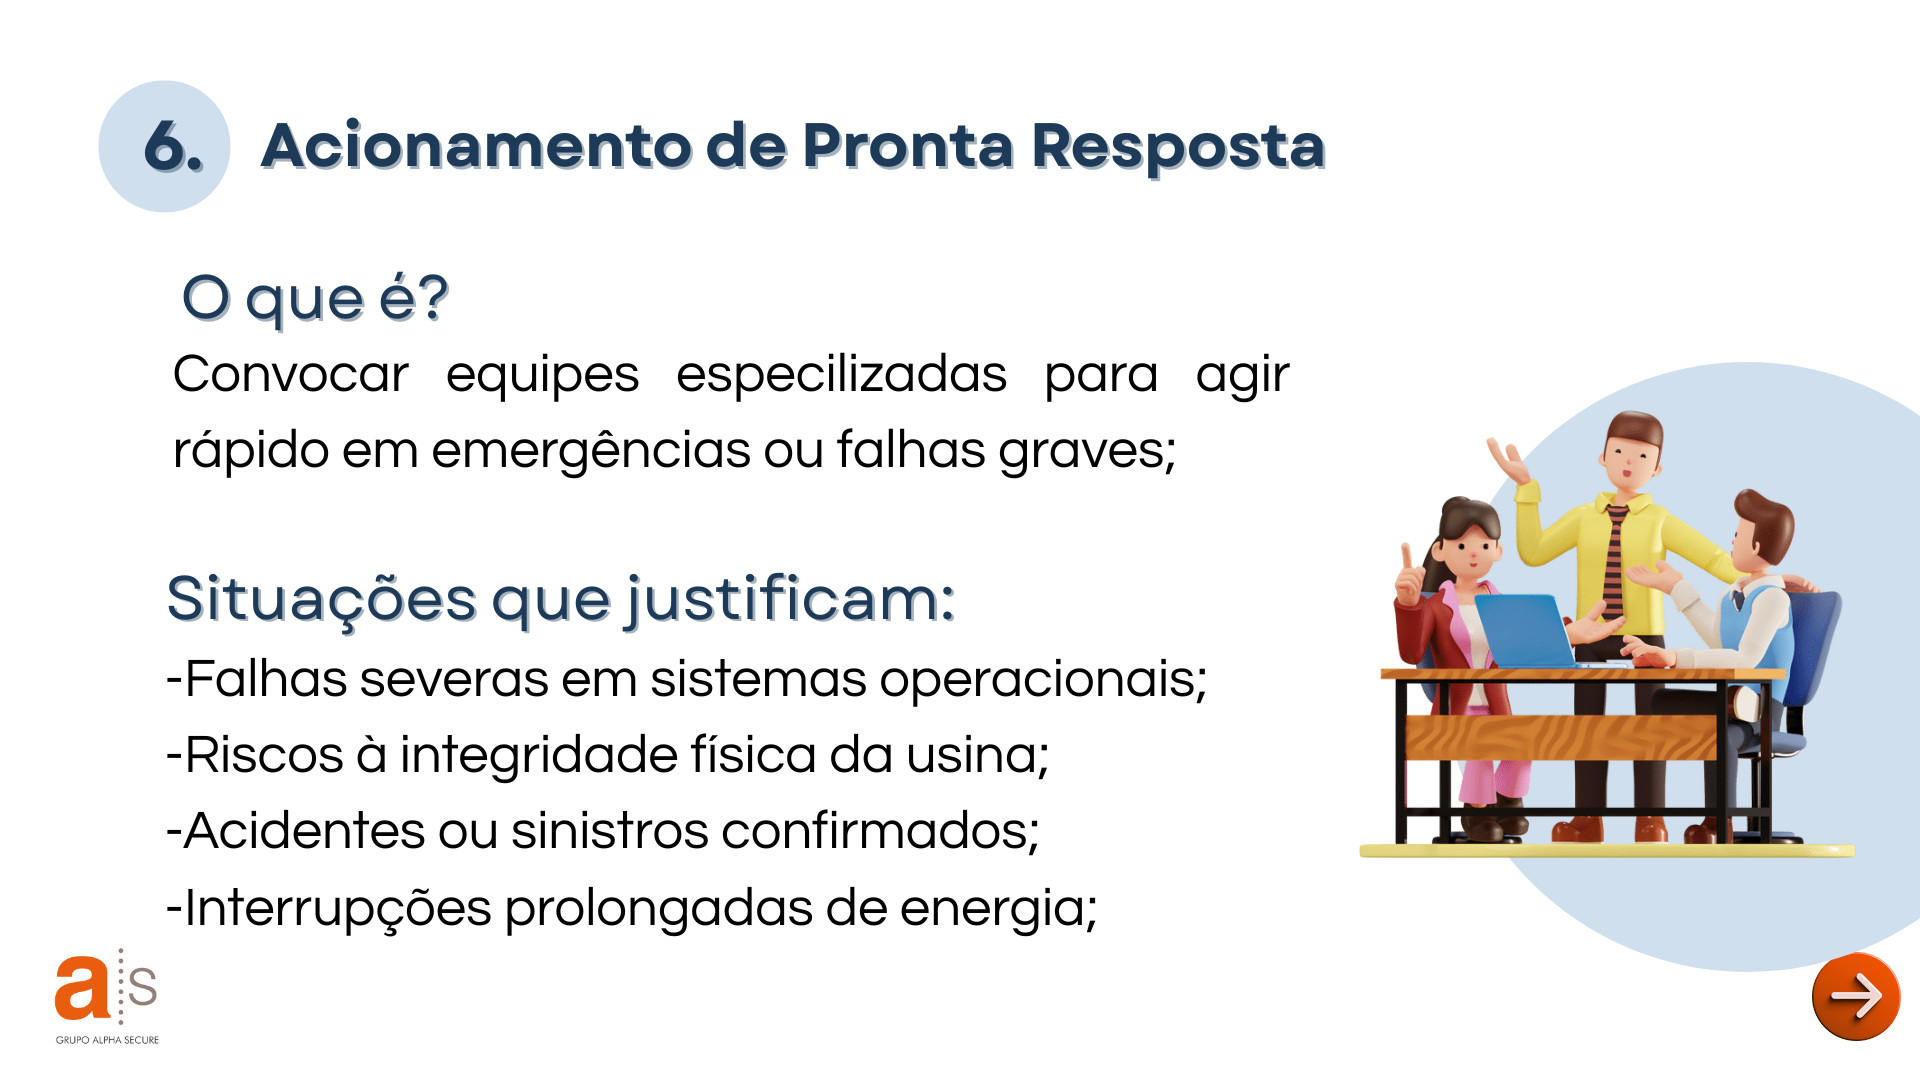 6. Acionamento de Pronta Resposta
O que é?
Convocar equipes especilizadas para agir
rápido em emergências ou falhas graves;
Situações que justificam:
-Falhas severas em sistemas operacionais;
-Riscos à integridade física da usina;
-Acidentes ou sinistros confirmados;
-Interrupções prolongadas de energia;
a s
GRUPO ALPHA SECURE